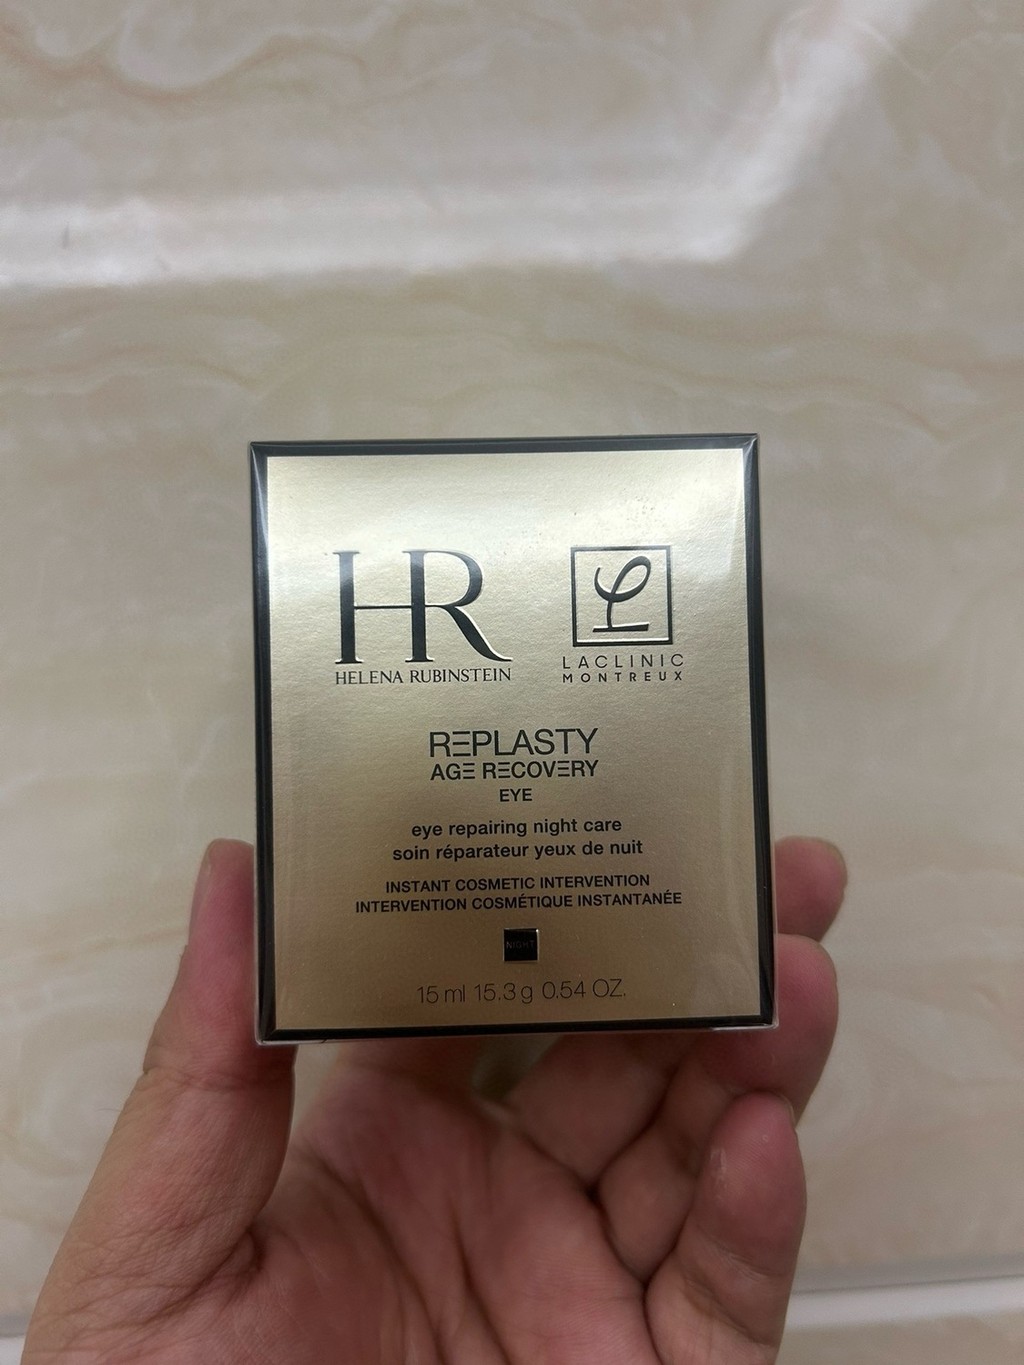 HR
HELENA RUBINSTEIN
LACLINIC
MONTREUX
REPLASTY
AGE RECOVERY
EYE
eye repairing night care
soin réparateur yeux de nuit
INSTANT COSMETIC INTERVENTION
INTERVENTION COSMÉTIQUE INSTANTANÉE
NIGHT
15 ml 15.3 g 0.54 OZ.